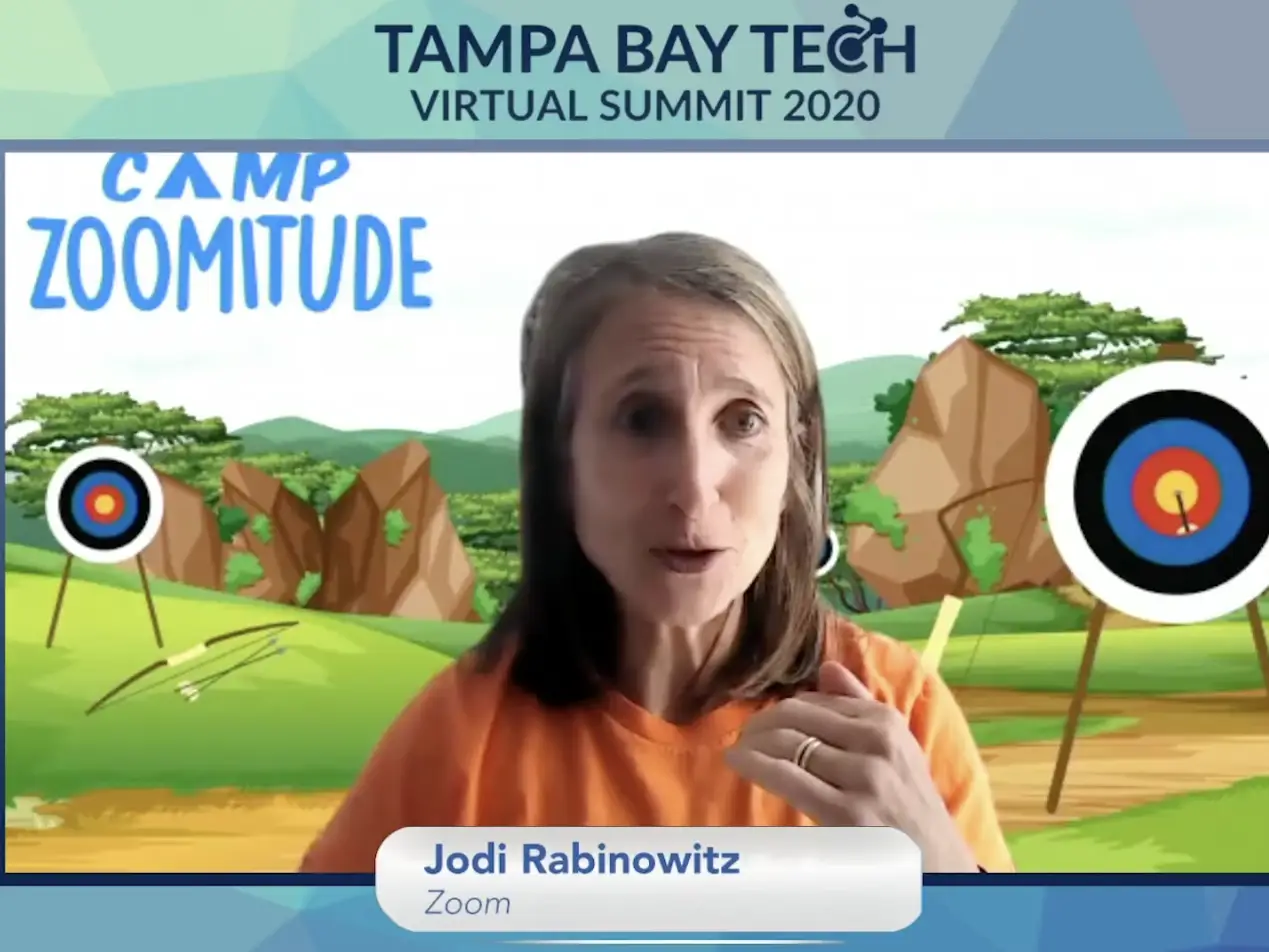 TAMPA BAY TECH
VIRTUAL SUMMIT 2020
CAMP
ZOOMITUDE
Jodi Rabinowitz
Zoom